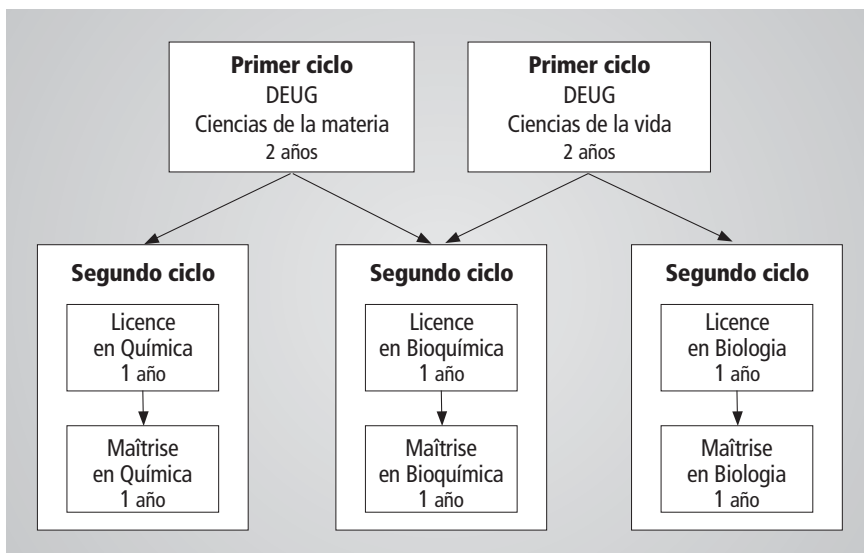 Primer ciclo
DEUG
Ciencias de la materia
2 años
Primer ciclo
DEUG
Ciencias de la vida
2 años
Segundo ciclo
Licence
en Química
1 año
Maîtrise
en Química
1 año
Segundo ciclo
Licence
en Bioquímica
1 año
Maîtrise
en Bioquímica
1 año
Segundo ciclo
Licence
en Biologia
1 año
Maîtrise
en Biologia
1 año